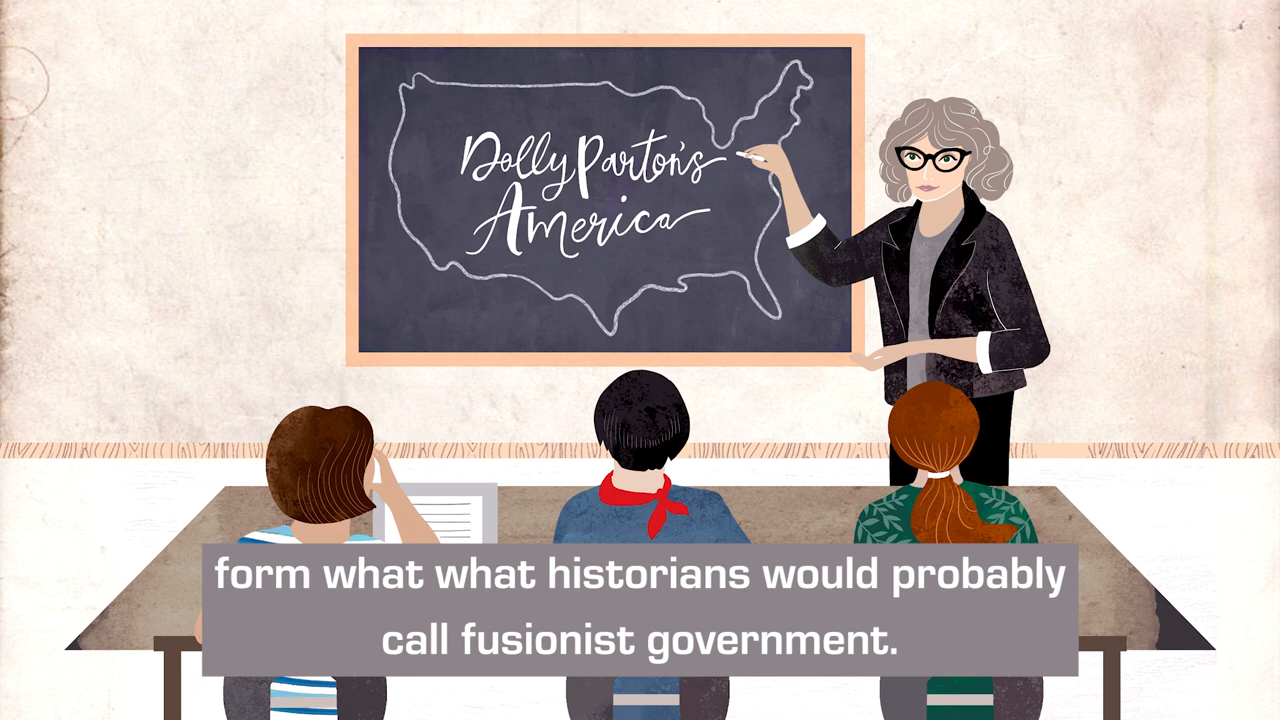 Dolly Parton's
America
form what what historians would probably
call fusionist government.